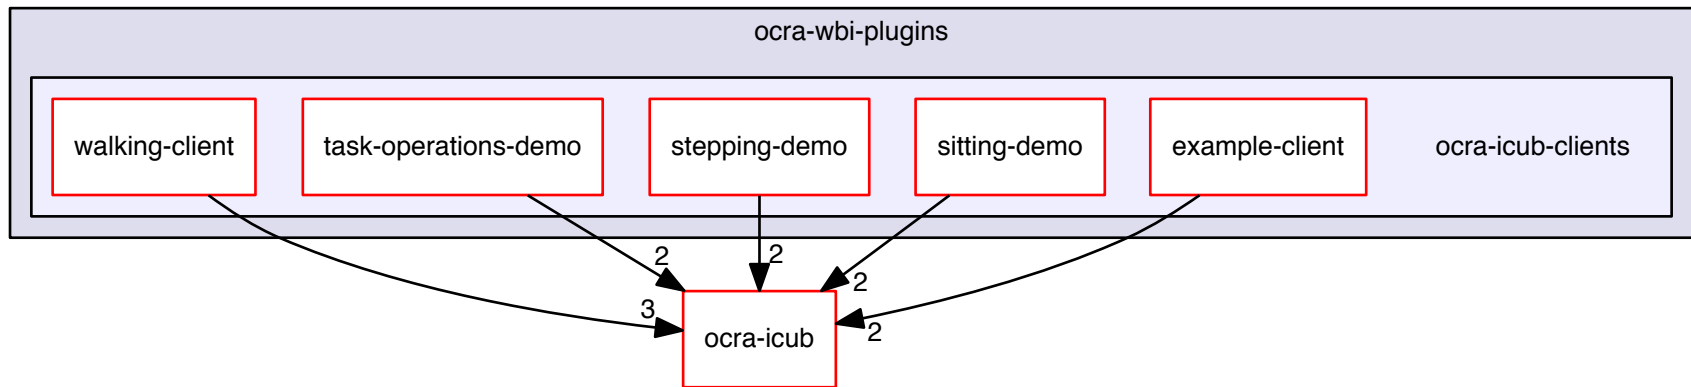 ocra-wbi-plugins
walking-client
task-operations-demo
stepping-demo
sitting-demo
example-client
ocra-icub-clients
2
2
2
3
2
ocra-icub